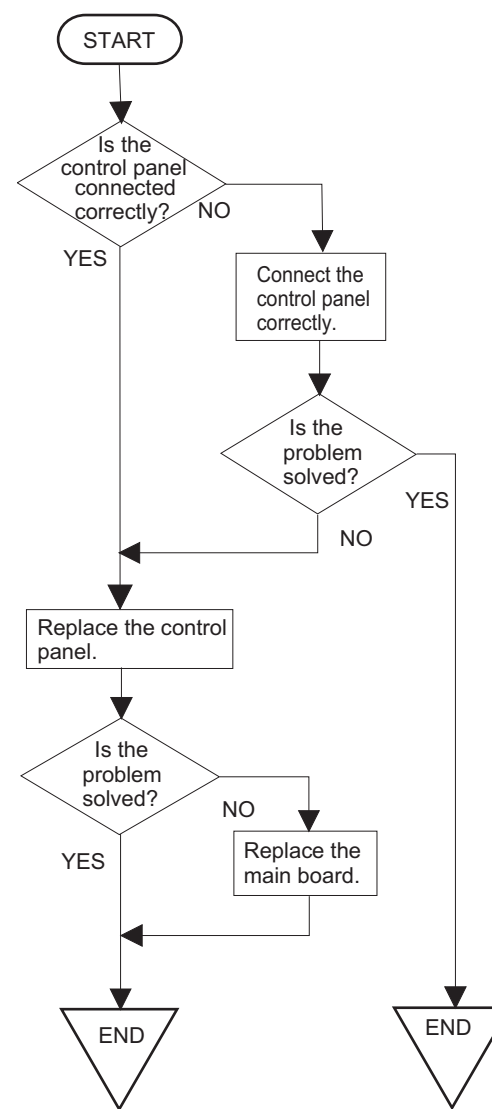 START
Is the
control panel
connected
correctly?
NO
YES
Connect the
control panel
correctly.
Is the
problem
solved?
YES
NO
Replace the control
panel.
Is the
problem
solved?
NO
YES
Replace the
main board.
END
END